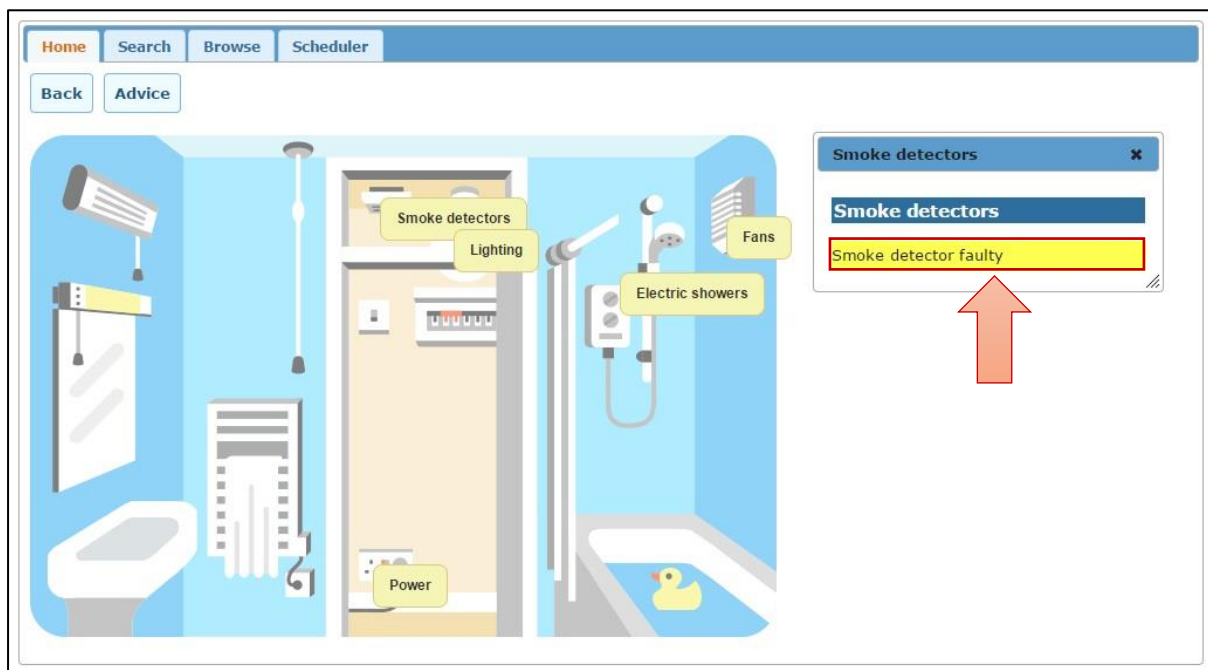 Home Search Browse Scheduler
Back Advice
Smoke detectors
Smoke detectors
Smoke detector faulty
Smoke detectors
Lighting
Fans
Electric showers
Power